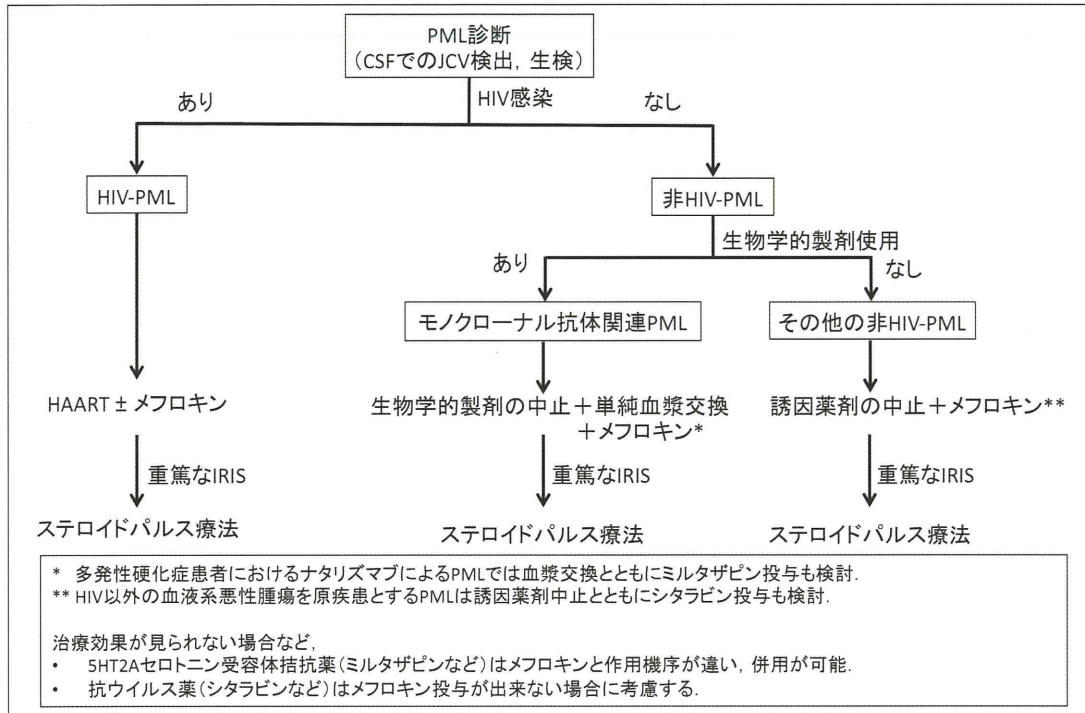 PML診断
（CSFでのJCV検出，生検）
HIV感染
あり
なし
HIV-PML
非HIV-PML
生物学的製剤使用
あり
なし
モノクローナル抗体関連PML
その他の非HIV-PML
HAART ± メフロキン
生物学的製剤の中止＋単純血漿交換
＋メフロキン*
誘因薬剤の中止＋メフロキン**
重篤なIRIS
重篤なIRIS
重篤なIRIS
ステロイドパルス療法
ステロイドパルス療法
ステロイドパルス療法
* 多発性硬化症患者におけるナタリズマブによるPMLでは血漿交換とともにミルタザピン投与も検討．
** HIV以外の血液系悪性腫瘍を原疾患とするPMLは誘因薬剤中止とともにシタラビン投与も検討．
治療効果が見られない場合など，
• 5HT2Aセロトニン受容体拮抗薬（ミルタザピンなど）はメフロキンと作用機序が違い，併用が可能．
• 抗ウイルス薬（シタラビンなど）はメフロキン投与が出来ない場合に考慮する．